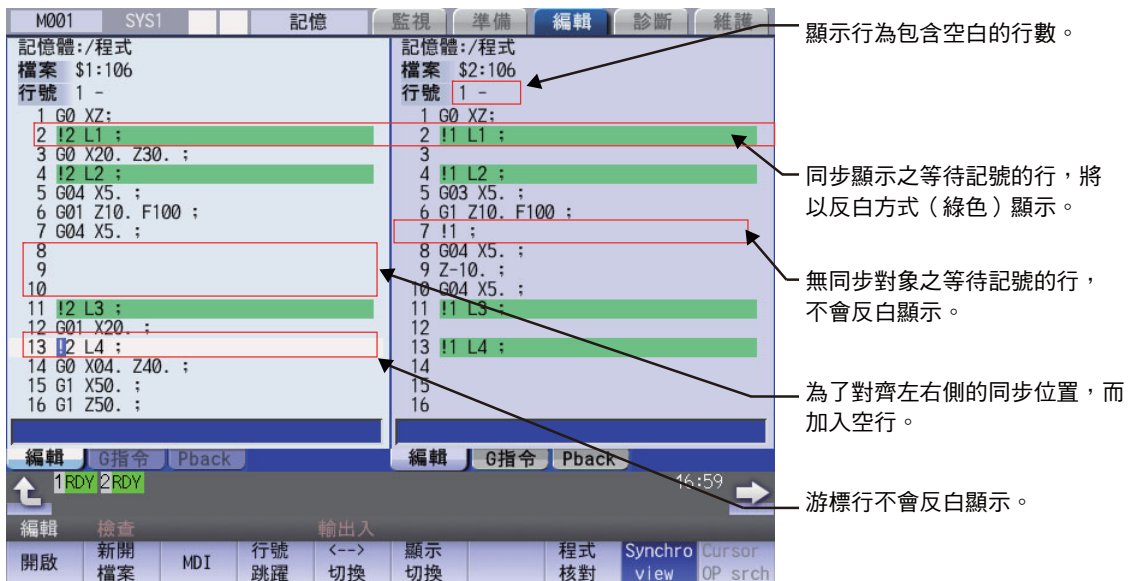 M001 SYS1 記憶 監視 準備 編輯 診斷 維護
記憶體:/程式
檔案 $1:106
行號 1 -
1 G0 XZ;
2 !2 L1 ;
3 G0 X20. Z30. ;
4 !2 L2 ;
5 G04 X5. ;
6 G01 Z10. F100 ;
7 G04 X5. ;
8
9
10
11 !2 L3 ;
12 G01 X20. ;
13 !2 L4 ;
14 G0 X04. Z40. ;
15 G1 X50. ;
16 G1 Z50. ;
編輯 G指令 Pback
記憶體:/程式
檔案 $2:106
行號 1 -
1 G0 XZ;
2 !1 L1 ;
3
4 !1 L2 ;
5 G03 X5. ;
6 G1 Z10. F100 ;
7 !1 ;
8 G04 X5. ;
9 Z-10. ;
10 G04 X5. ;
11 !1 L3 ;
12
13 !1 L4 ;
14
15
16
編輯 G指令 Pback
1RDY 2RDY 16:59
編輯 檢查 輸出入
開啟 新開檔案 MDI 行號跳躍 <--> 切換 顯示切換 程式核對 Synchro view Cursor OP srch
顯示行為包含空白的行數。
同步顯示之等待記號的行，將
以反白方式（綠色）顯示。
無同步對象之等待記號的行，
不會反白顯示。
為了對齊左右側的同步位置，而
加入空行。
游標行不會反白顯示。